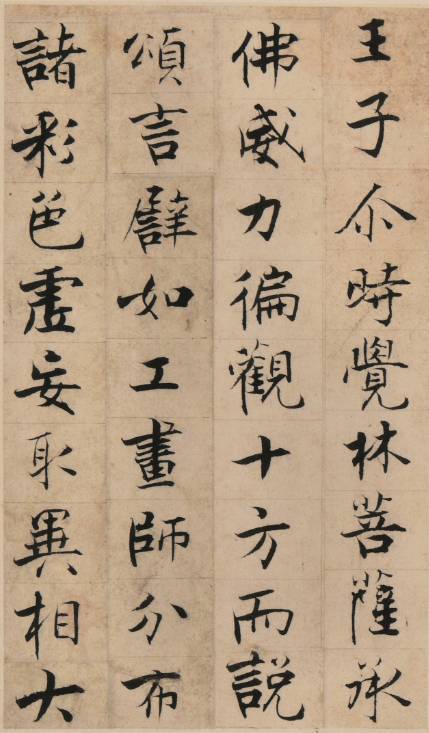 王子尒時覺林菩薩承
佛威力徧觀十方而説
頌言譬如工畫師分布
諸彩色虛妄取異相大